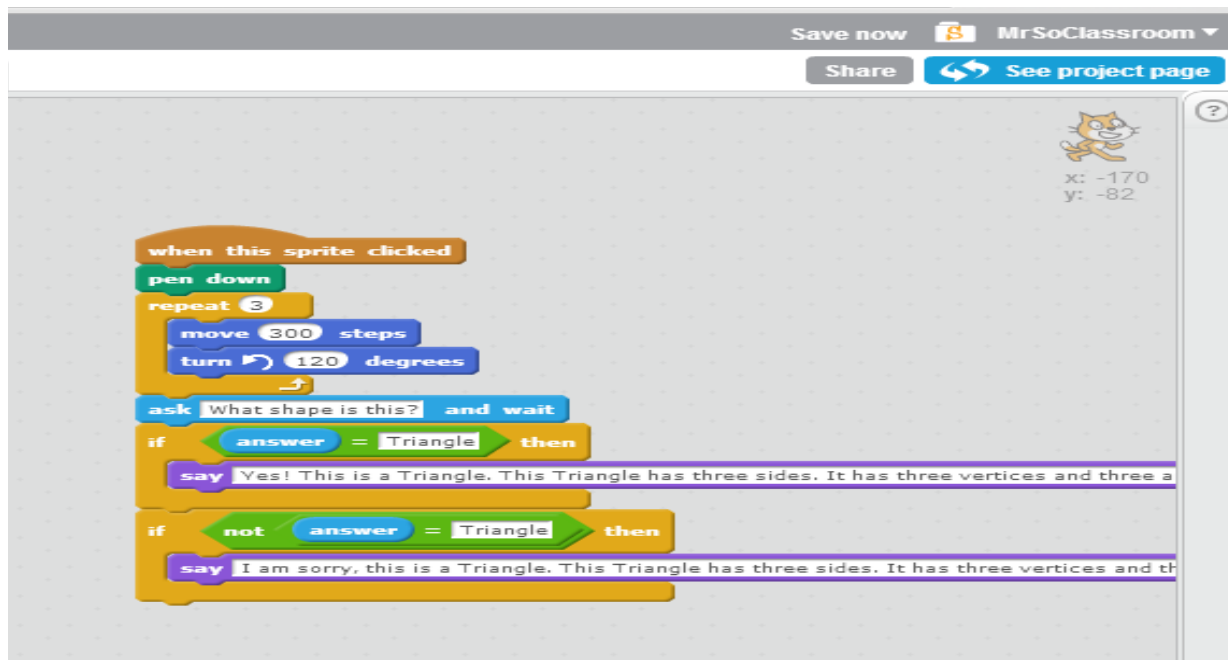 Save now MrSoClassroom
Share See project page
?
x: -170
y: -82
when this sprite clicked
pen down
repeat 3
move 300 steps
turn 120 degrees
ask What shape is this? and wait
if answer = Triangle then
say Yes! This is a Triangle. This Triangle has three sides. It has three vertices and three a
if not answer = Triangle then
say I am sorry, this is a Triangle. This Triangle has three sides. It has three vertices and th